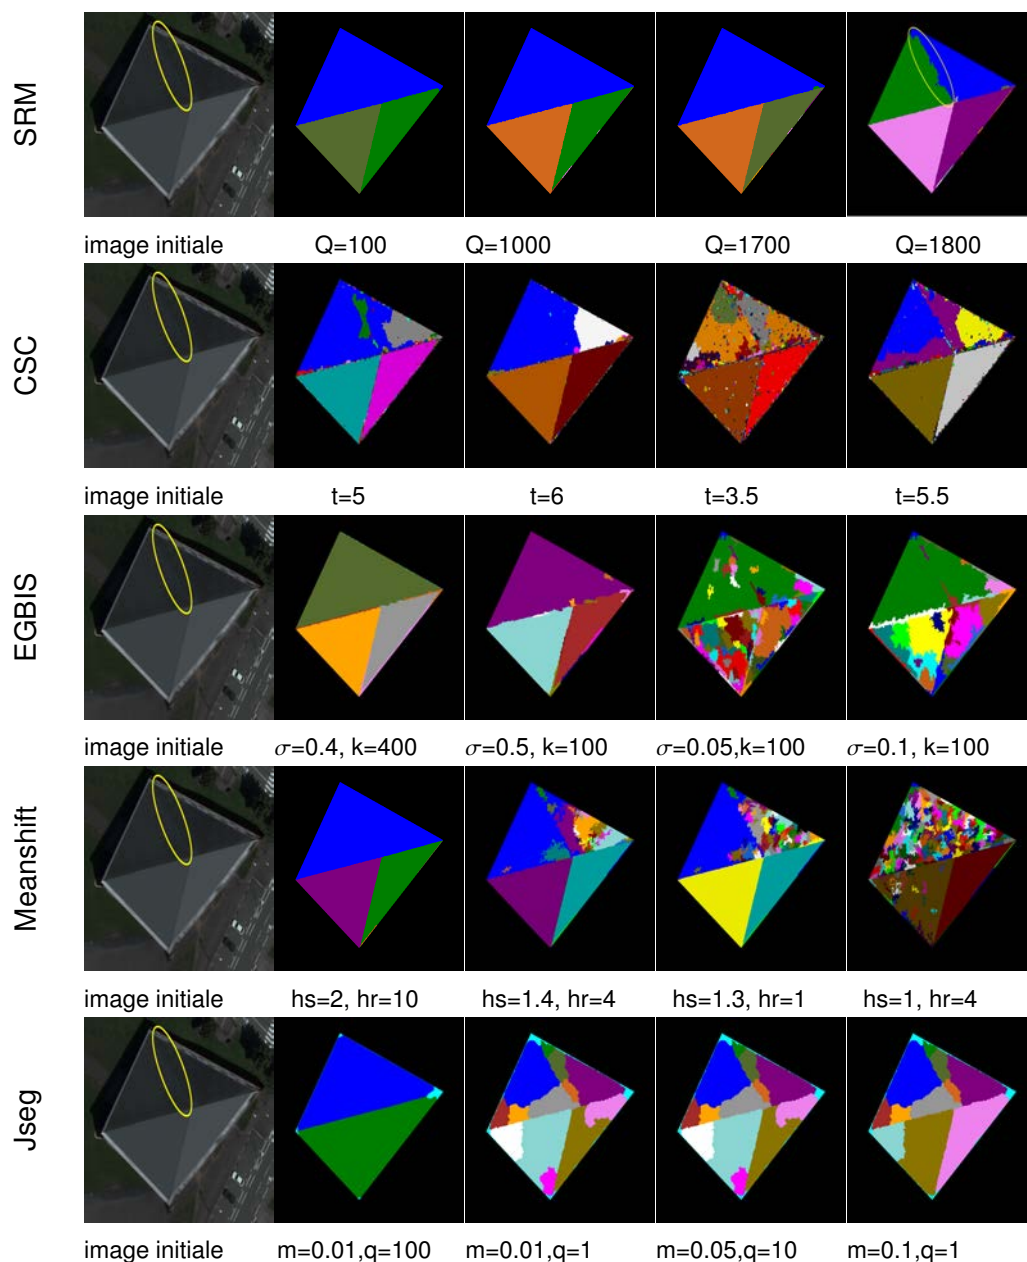 SRM
image initiale Q=100 Q=1000 Q=1700 Q=1800
CSC
image initiale t=5 t=6 t=3.5 t=5.5
EGBIS
image initiale σ=0.4, k=400 σ=0.5, k=100 σ=0.05,k=100 σ=0.1, k=100
Meanshift
image initiale hs=2, hr=10 hs=1.4, hr=4 hs=1.3, hr=1 hs=1, hr=4
Jseg
image initiale m=0.01,q=100 m=0.01,q=1 m=0.05,q=10 m=0.1,q=1